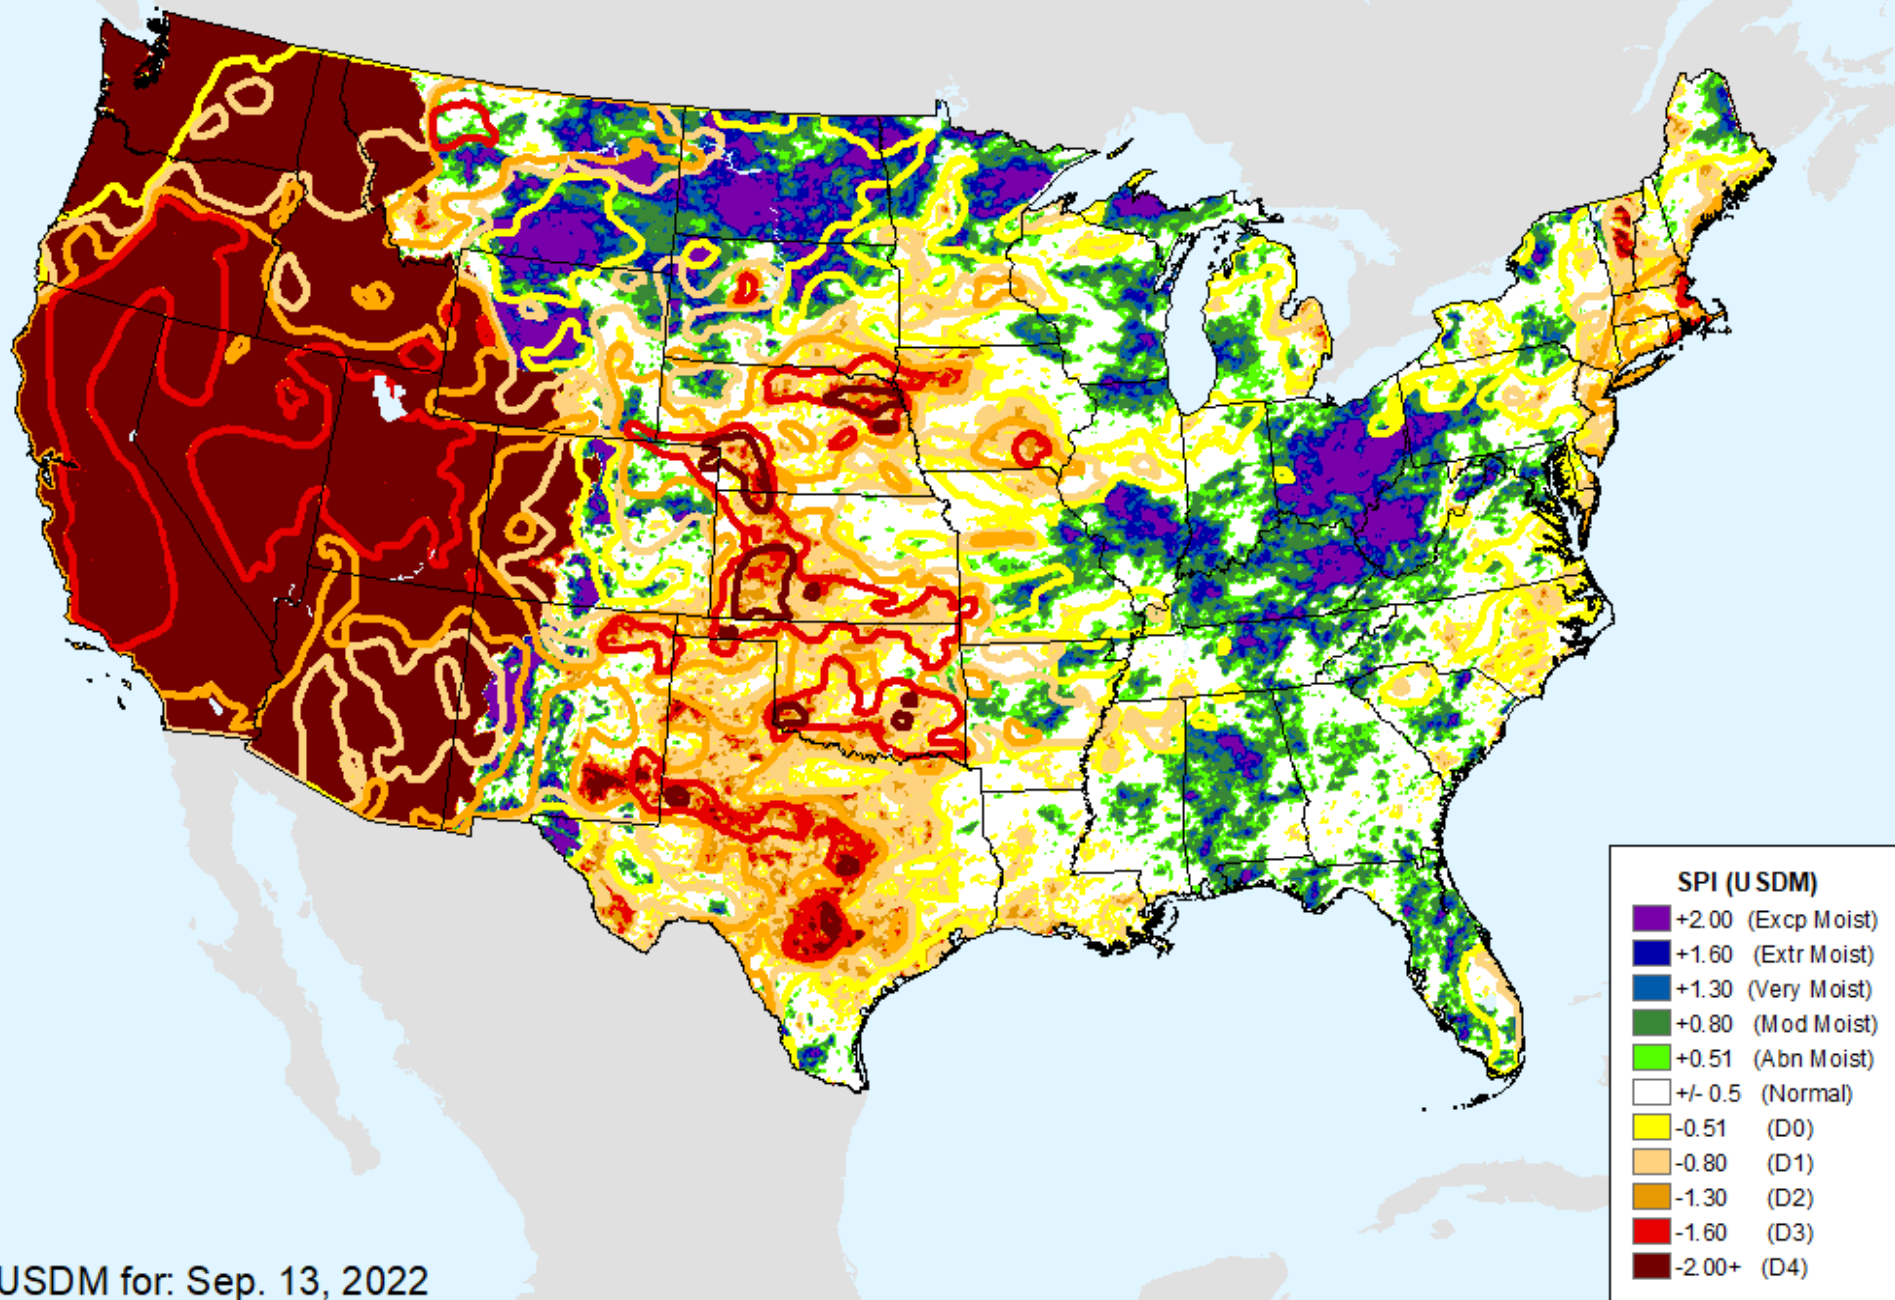 SPI (USDM)
+2.00 (Excp Moist)
+1.60 (Extr Moist)
+1.30 (Very Moist)
+0.80 (Mod Moist)
+0.51 (Abn Moist)
+/- 0.5 (Normal)
-0.51 (D0)
-0.80 (D1)
-1.30 (D2)
-1.60 (D3)
-2.00+ (D4)
USDM for: Sep. 13, 2022